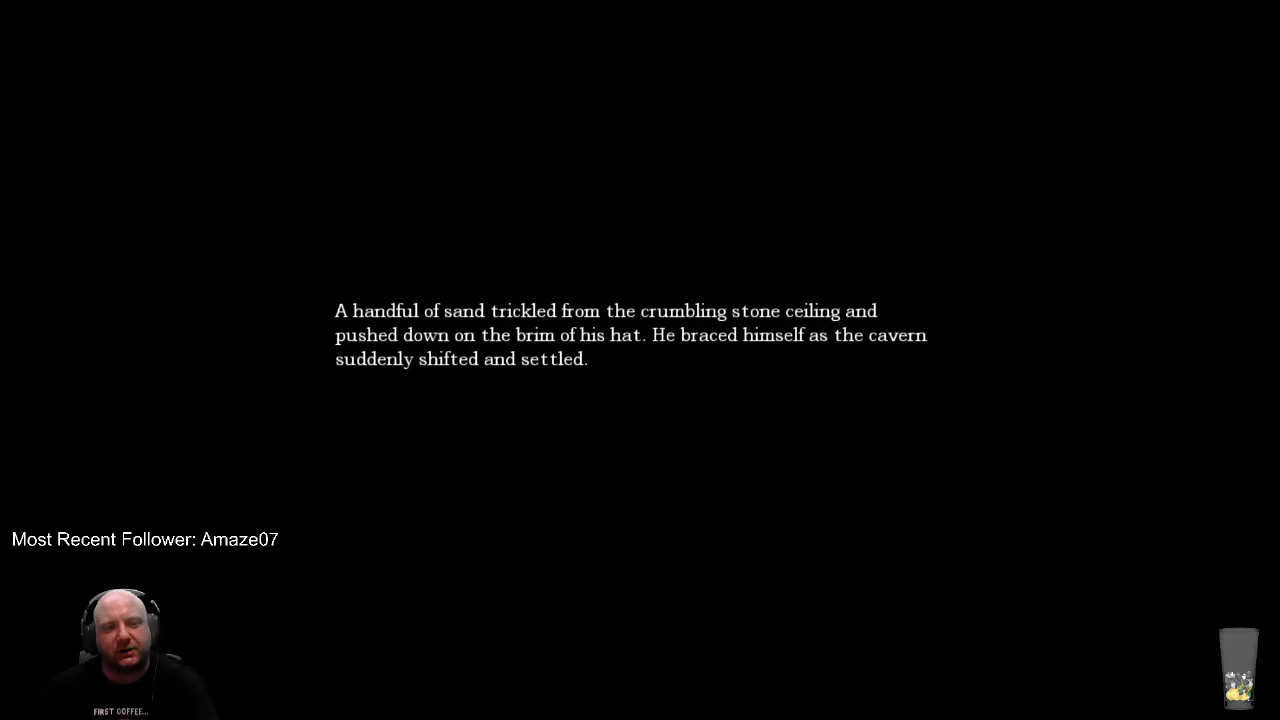 A handful of sand trickled from the crumbling stone ceiling and
pushed down on the brim of his hat. He braced himself as the cavern
suddenly shifted and settled.
Most Recent Follower: Amaze07
FIRST COFFEE...